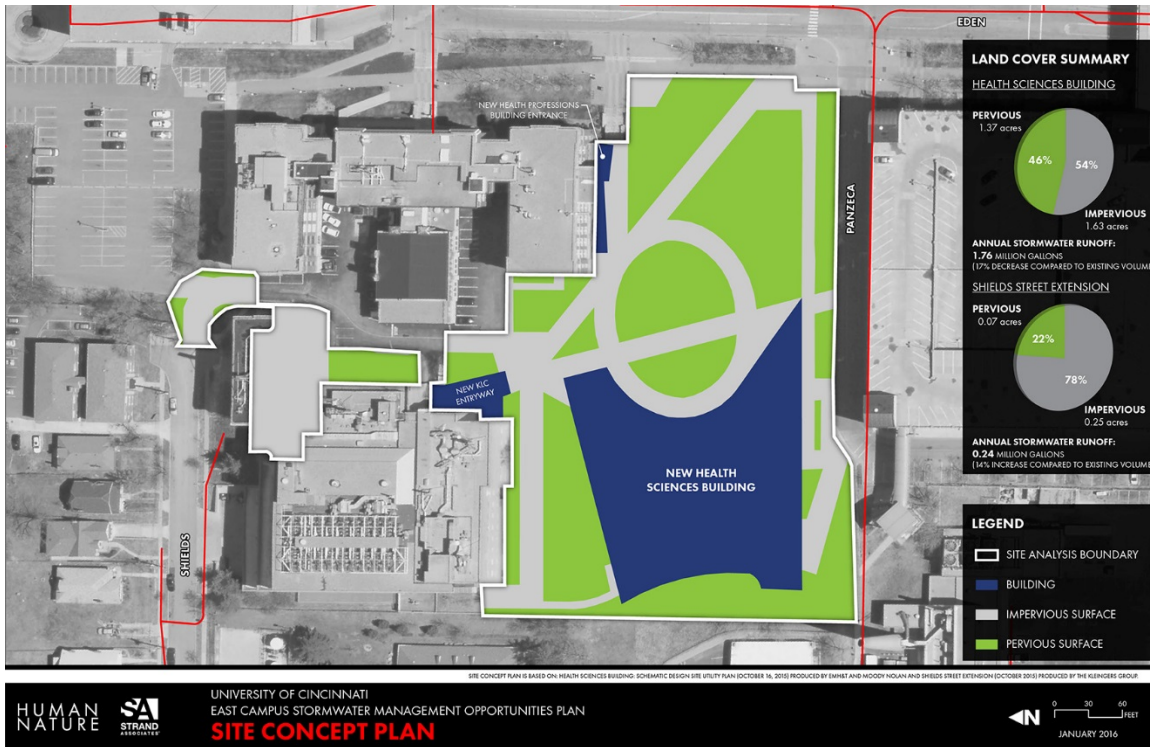 EDEN
NEW HEALTH PROFESSIONS
BUILDING ENTRANCE
PANZECA
NEW KLC
ENTRYWAY
NEW HEALTH
SCIENCES BUILDING
SHIELDS
LAND COVER SUMMARY
HEALTH SCIENCES BUILDING
PERVIOUS
1.37 acres
46%
54%
IMPERVIOUS
1.63 acres
ANNUAL STORMWATER RUNOFF:
1.76 MILLION GALLONS
(17% DECREASE COMPARED TO EXISTING VOLUME
SHIELDS STREET EXTENSION
PERVIOUS
0.07 acres
22%
78%
IMPERVIOUS
0.25 acres
ANNUAL STORMWATER RUNOFF:
0.24 MILLION GALLONS
(14% INCREASE COMPARED TO EXISTING VOLUME
LEGEND
SITE ANALYSIS BOUNDARY
BUILDING
IMPERVIOUS SURFACE
PERVIOUS SURFACE
SITE CONCEPT PLAN IS BASED ON: HEALTH SCIENCES BUILDING: SCHEMATIC DESIGN SITE UTILITY PLAN (OCTOBER 16, 2015) PRODUCED BY EMH&T AND MOODY NOLAN AND SHIELDS STREET EXTENSION (OCTOBER 2015) PRODUCED BY THE KLEINGERS GROUP.
HUMAN
NATURE
SA
STRAND
ASSOCIATES
UNIVERSITY OF CINCINNATI
EAST CAMPUS STORMWATER MANAGEMENT OPPORTUNITIES PLAN
SITE CONCEPT PLAN
N
0 30 60
FEET
JANUARY 2016